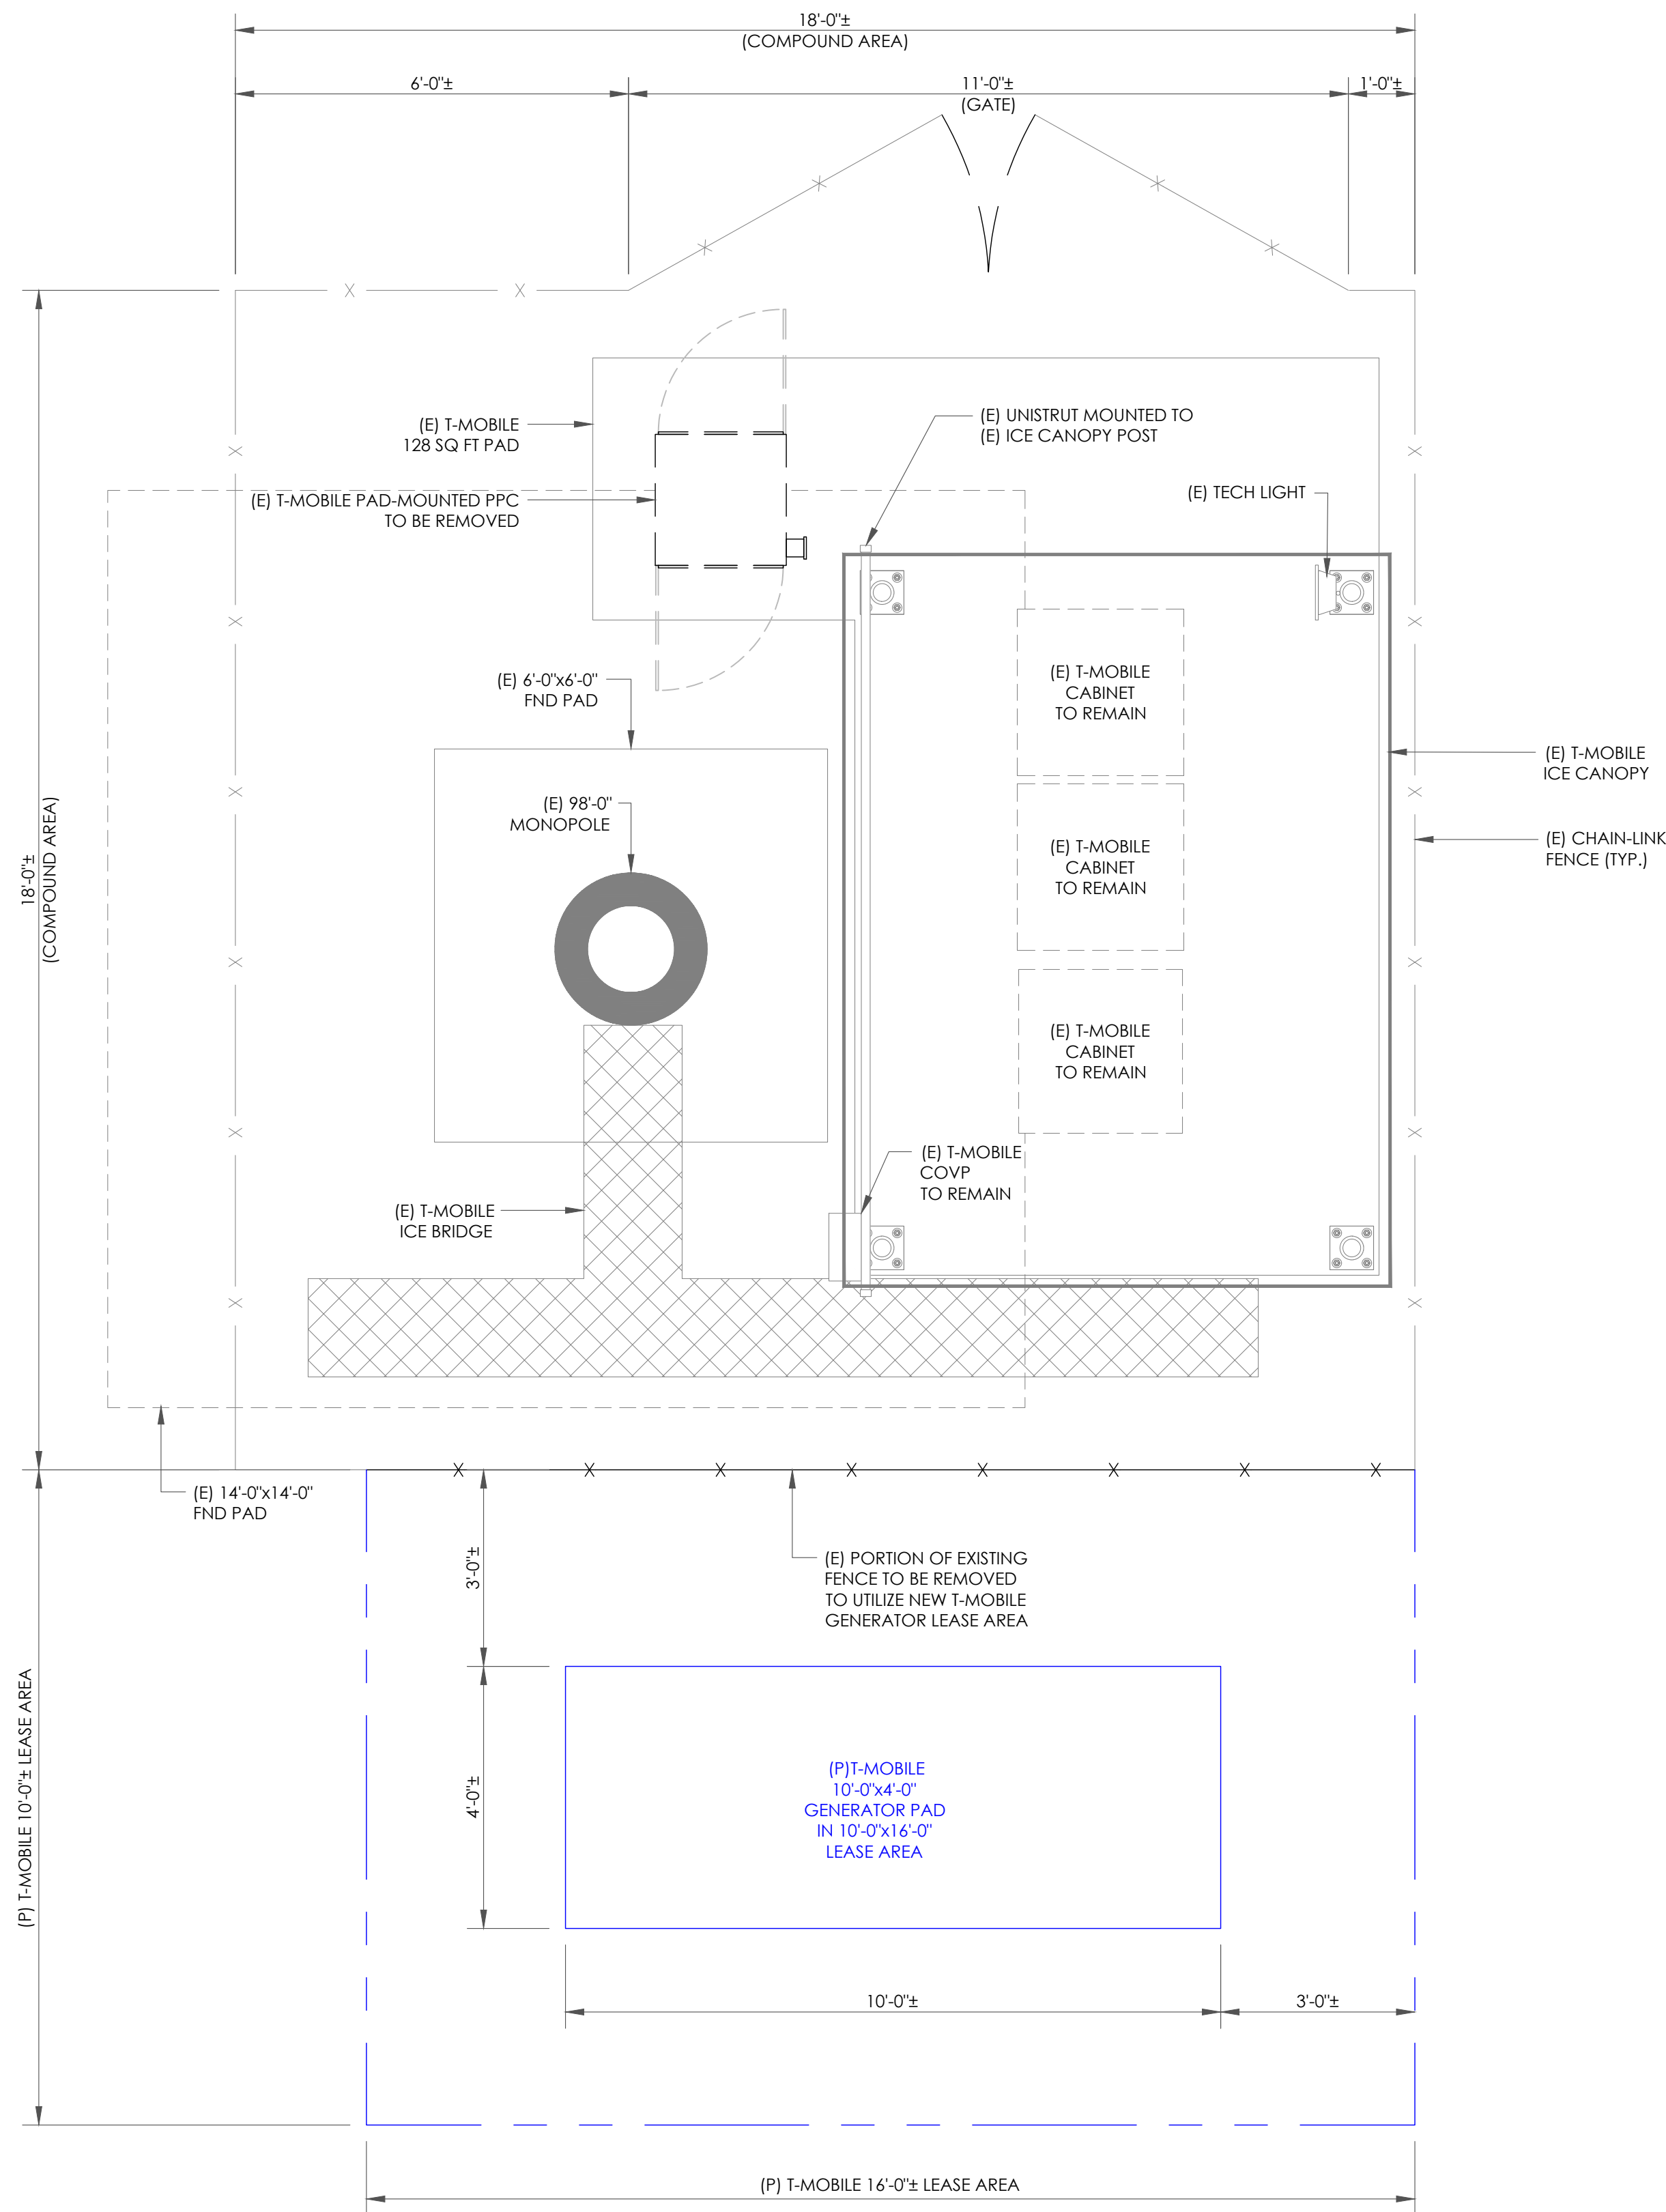 18'-0"±
(COMPOUND AREA)
6'-0"±
11'-0"±
(GATE)
1'-0"±
(E) T-MOBILE
128 SQ FT PAD
(E) UNISTRUT MOUNTED TO
(E) ICE CANOPY POST
(E) T-MOBILE PAD-MOUNTED PPC
TO BE REMOVED
(E) TECH LIGHT
(E) 6'-0"x6'-0"
FND PAD
(E) T-MOBILE
CABINET
TO REMAIN
(E) T-MOBILE
ICE CANOPY
(E) 98'-0"
MONOPOLE
(E) T-MOBILE
CABINET
TO REMAIN
(E) CHAIN-LINK
FENCE (TYP.)
18'-0"±
(COMPOUND AREA)
(E) T-MOBILE
CABINET
TO REMAIN
(E) T-MOBILE
COVP
TO REMAIN
(E) T-MOBILE
ICE BRIDGE
(E) 14'-0"x14'-0"
FND PAD
3'-0"±
(E) PORTION OF EXISTING
FENCE TO BE REMOVED
TO UTILIZE NEW T-MOBILE
GENERATOR LEASE AREA
(P) T-MOBILE 10'-0"± LEASE AREA
4'-0"±
(P)T-MOBILE
10'-0"x4'-0"
GENERATOR PAD
IN 10'-0"x16'-0"
LEASE AREA
10'-0"±
3'-0"±
(P) T-MOBILE 16'-0"± LEASE AREA